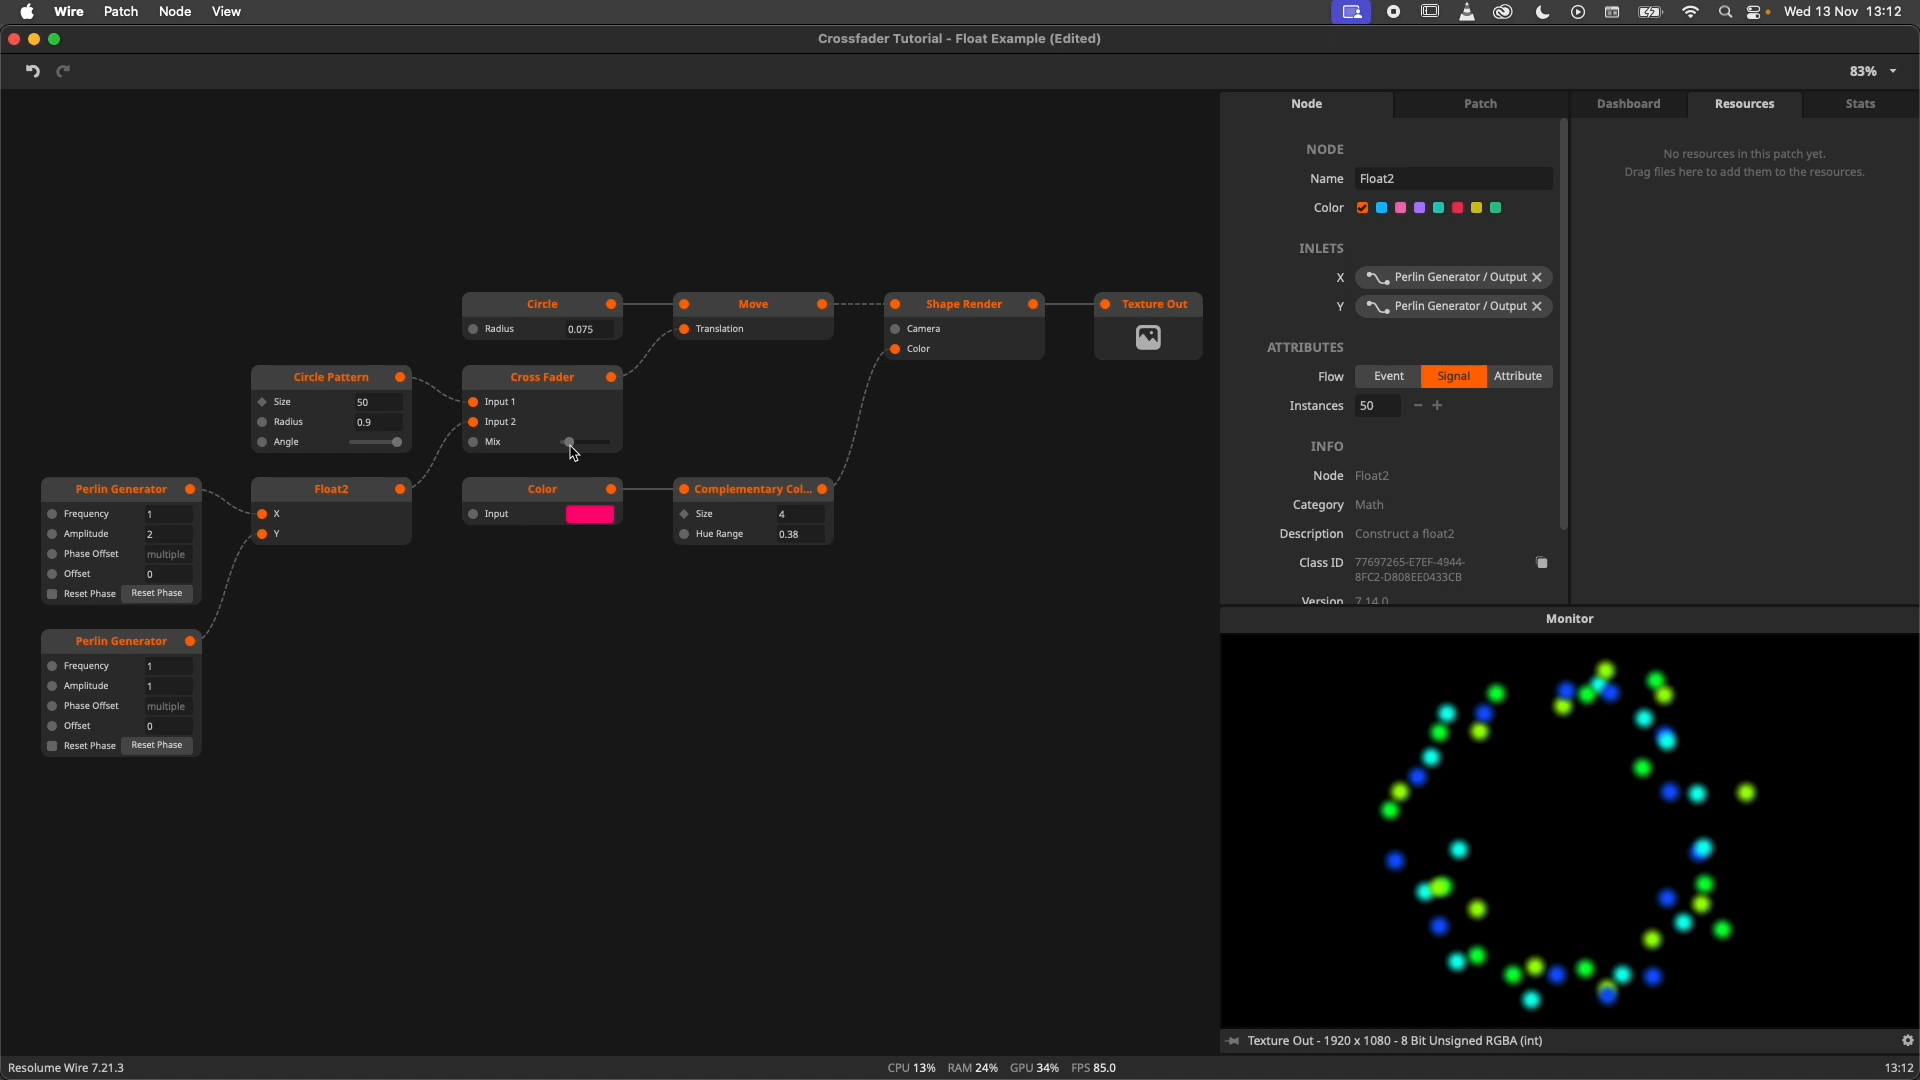 Wire Patch Node View
Wed 13 Nov 13:12
Crossfader Tutorial - Float Example (Edited)
83%
Node Patch
Dashboard Resources Stats
NODE
Name Float2
Color
INLETS
X Perlin Generator / Output
Y Perlin Generator / Output
ATTRIBUTES
Flow Event Signal Attribute
Instances 50
INFO
Node Float2
Category Math
Description Construct a float2
Class ID 77697265-E7EF-4944-
8FC2-D808EE0433CB
Version 7.14.0
No resources in this patch yet.
Drag files here to add them to the resources.
Circle
Radius 0.075
Move
Translation
Shape Render
Camera
Color
Texture Out
Circle Pattern
Size 50
Radius 0.9
Angle
Cross Fader
Input 1
Input 2
Mix
Perlin Generator
Frequency 1
Amplitude 2
Phase Offset multiple
Offset 0
Reset Phase Reset Phase
Float2
X
Y
Color
Input
Complementary Col...
Size 4
Hue Range 0.38
Perlin Generator
Frequency 1
Amplitude 1
Phase Offset multiple
Offset 0
Reset Phase Reset Phase
Monitor
Texture Out - 1920 x 1080 - 8 Bit Unsigned RGBA (int)
Resolume Wire 7.21.3
CPU 13% RAM 24% GPU 34% FPS 85.0
13:12